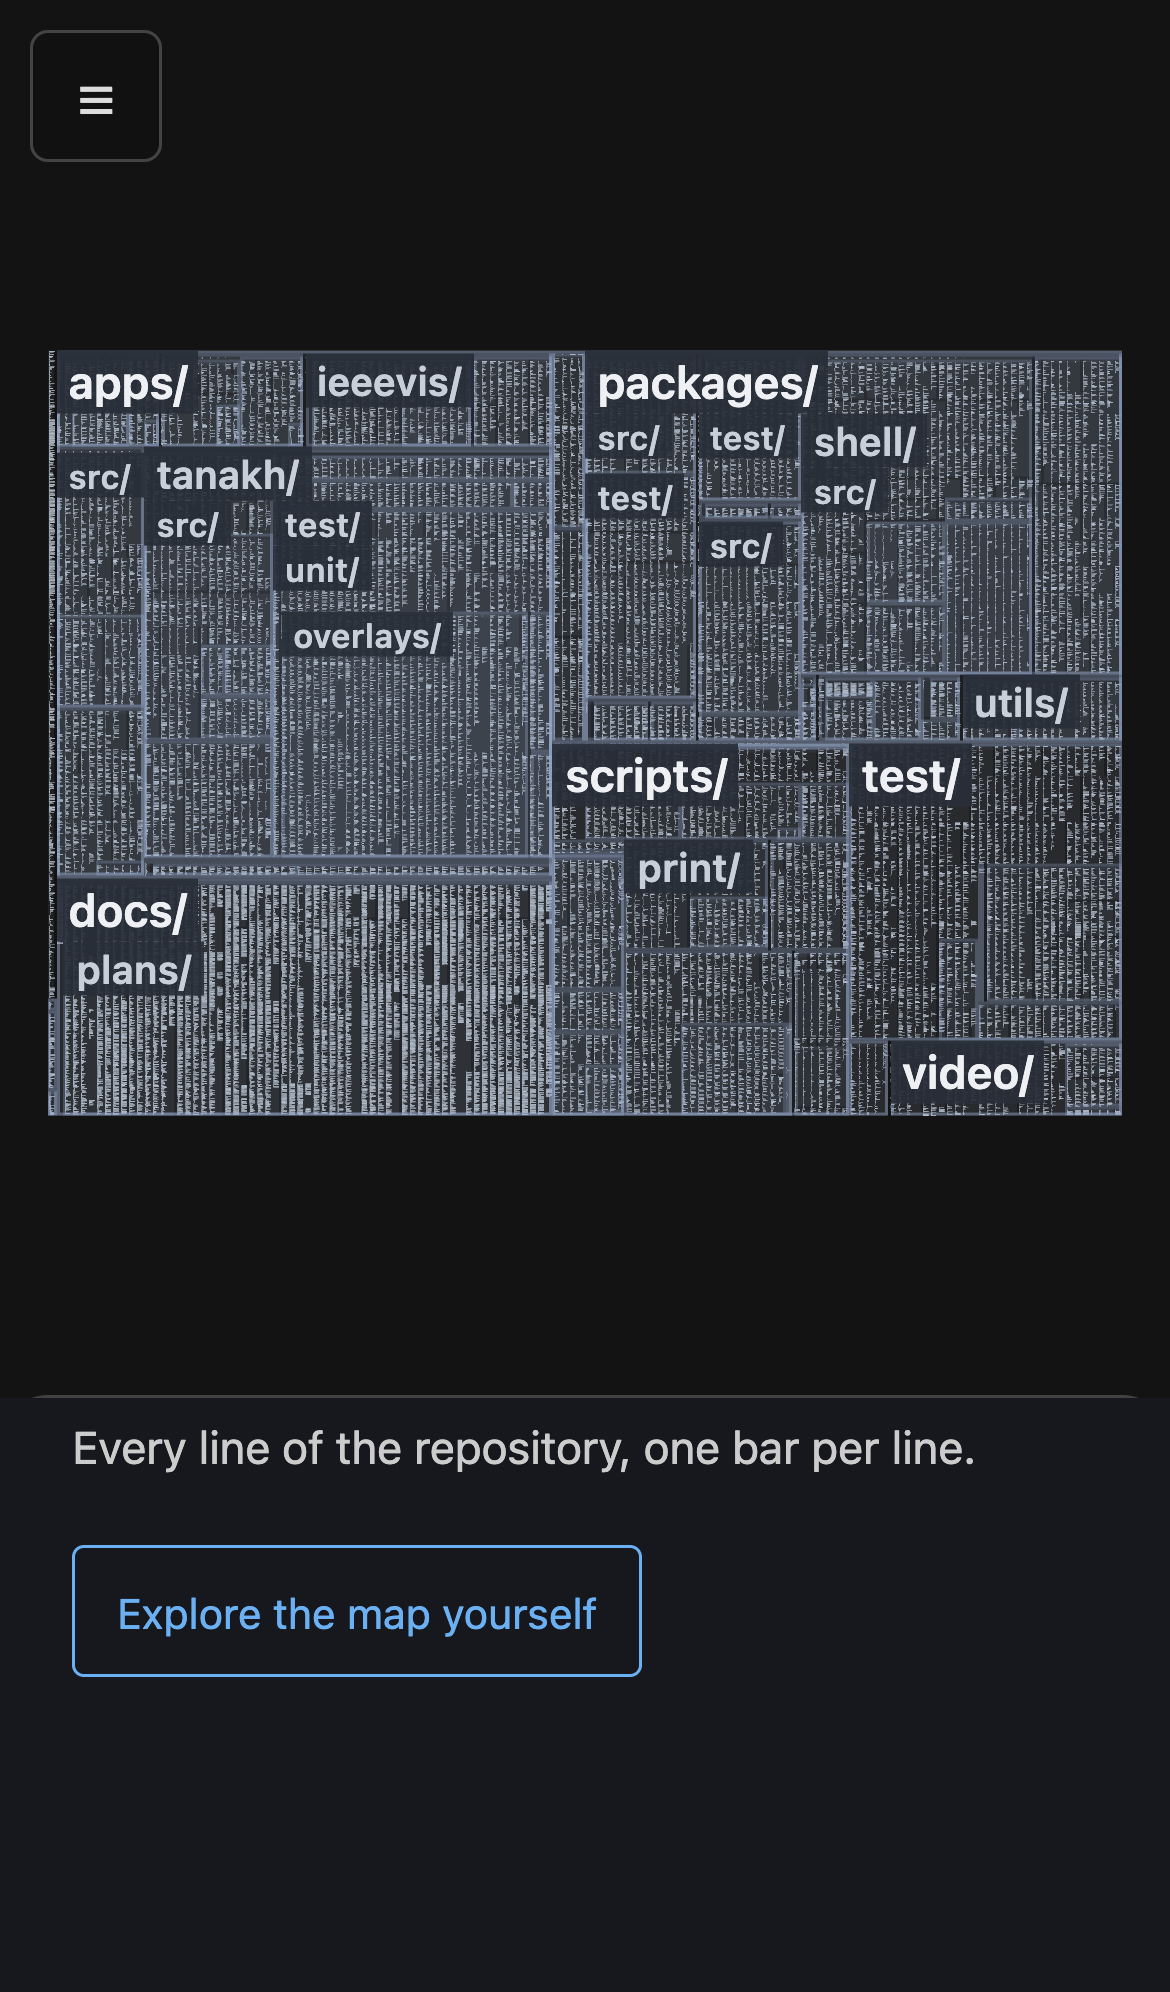 apps/
ieeevis/
src/
tanakh/
src/
test/
unit/
overlays/
docs/
plans/
packages/
src/
test/
shell/
test/
src/
src/
utils/
scripts/
print/
test/
video/
Every line of the repository, one bar per line.
Explore the map yourself